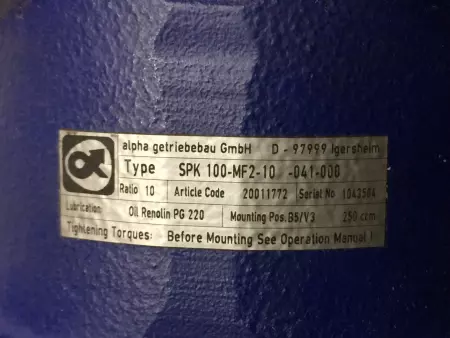 alpha getriebebau GmbH D - 97999 Igersheim
Type SPK 100-MF2-10 -041-000
Ratio 10 Article Code 20011772 Serial No 1043504
Lubrication Oil Renolin PG 220 Mounting Pos. B5/V3 250 ccm
Tightening Torques: Before Mounting See Operation Manual !